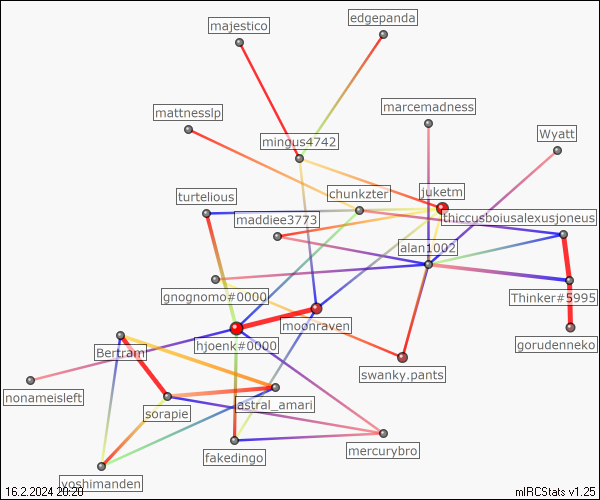 majestico
edgepanda
mattnesslp
marcemadness
mingus4742
Wyatt
turtelious
chunkzter
juketm
maddiee3773
thiccusboiusalexusjoneus
alan1002
gnognomo#0000
Thinker#5995
moonraven
hjoenk#0000
Bertram
gorudenneko
swanky.pants
nonameisleft
sorapie
astral_amari
fakedingo
mercurybro
yoshimanden
16.2.2024 20:20
mIRCStats v1.25